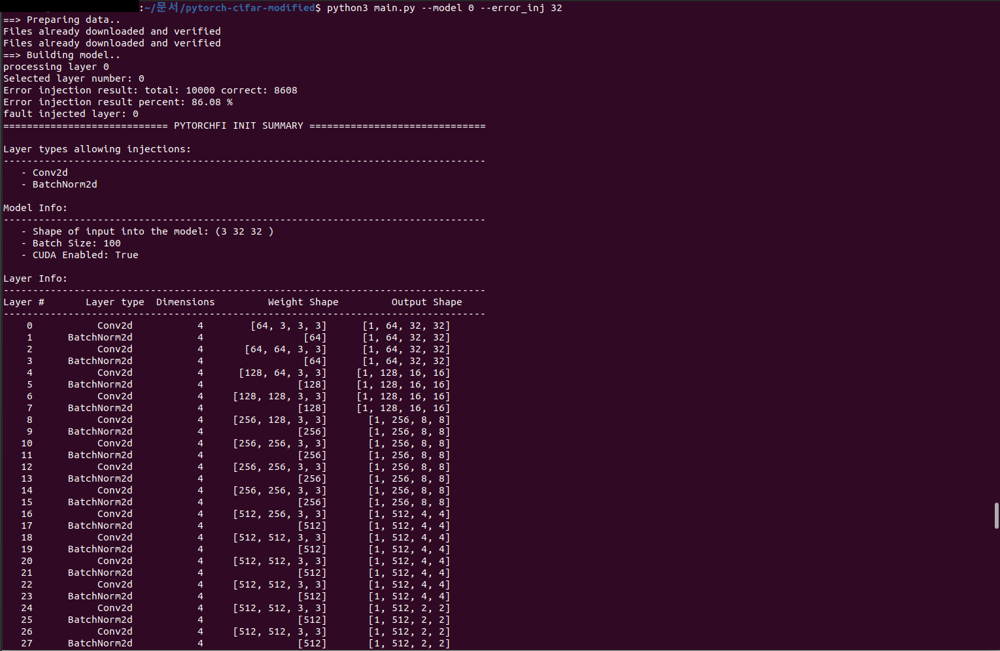 :~/문서/pytorch-cifar-modified$ python3 main.py --model 0 --error_inj 32
==> Preparing data..
Files already downloaded and verified
Files already downloaded and verified
==> Building model..
processing layer 0
Selected layer number: 0
Error injection result: total: 10000 correct: 8608
Error injection result percent: 86.08 %
fault injected layer: 0
============================ PYTORCHFI INIT SUMMARY ==============================
Layer types allowing injections:
----------------------------------------------------------------------------------
   - Conv2d
   - BatchNorm2d
Model Info:
----------------------------------------------------------------------------------
   - Shape of input into the model: (3 32 32 )
   - Batch Size: 100
   - CUDA Enabled: True
Layer Info:
----------------------------------------------------------------------------------
Layer #       Layer type  Dimensions         Weight Shape         Output Shape
----------------------------------------------------------------------------------
    0           Conv2d           4        [64, 3, 3, 3]      [1, 64, 32, 32]
    1      BatchNorm2d           4                 [64]      [1, 64, 32, 32]
    2           Conv2d           4       [64, 64, 3, 3]      [1, 64, 32, 32]
    3      BatchNorm2d           4                 [64]      [1, 64, 32, 32]
    4           Conv2d           4      [128, 64, 3, 3]     [1, 128, 16, 16]
    5      BatchNorm2d           4                [128]     [1, 128, 16, 16]
    6           Conv2d           4     [128, 128, 3, 3]     [1, 128, 16, 16]
    7      BatchNorm2d           4                [128]     [1, 128, 16, 16]
    8           Conv2d           4     [256, 128, 3, 3]       [1, 256, 8, 8]
    9      BatchNorm2d           4                [256]       [1, 256, 8, 8]
   10           Conv2d           4     [256, 256, 3, 3]       [1, 256, 8, 8]
   11      BatchNorm2d           4                [256]       [1, 256, 8, 8]
   12           Conv2d           4     [256, 256, 3, 3]       [1, 256, 8, 8]
   13      BatchNorm2d           4                [256]       [1, 256, 8, 8]
   14           Conv2d           4     [256, 256, 3, 3]       [1, 256, 8, 8]
   15      BatchNorm2d           4                [256]       [1, 256, 8, 8]
   16           Conv2d           4     [512, 256, 3, 3]       [1, 512, 4, 4]
   17      BatchNorm2d           4                [512]       [1, 512, 4, 4]
   18           Conv2d           4     [512, 512, 3, 3]       [1, 512, 4, 4]
   19      BatchNorm2d           4                [512]       [1, 512, 4, 4]
   20           Conv2d           4     [512, 512, 3, 3]       [1, 512, 4, 4]
   21      BatchNorm2d           4                [512]       [1, 512, 4, 4]
   22           Conv2d           4     [512, 512, 3, 3]       [1, 512, 4, 4]
   23      BatchNorm2d           4                [512]       [1, 512, 4, 4]
   24           Conv2d           4     [512, 512, 3, 3]       [1, 512, 2, 2]
   25      BatchNorm2d           4                [512]       [1, 512, 2, 2]
   26           Conv2d           4     [512, 512, 3, 3]       [1, 512, 2, 2]
   27      BatchNorm2d           4                [512]       [1, 512, 2, 2]